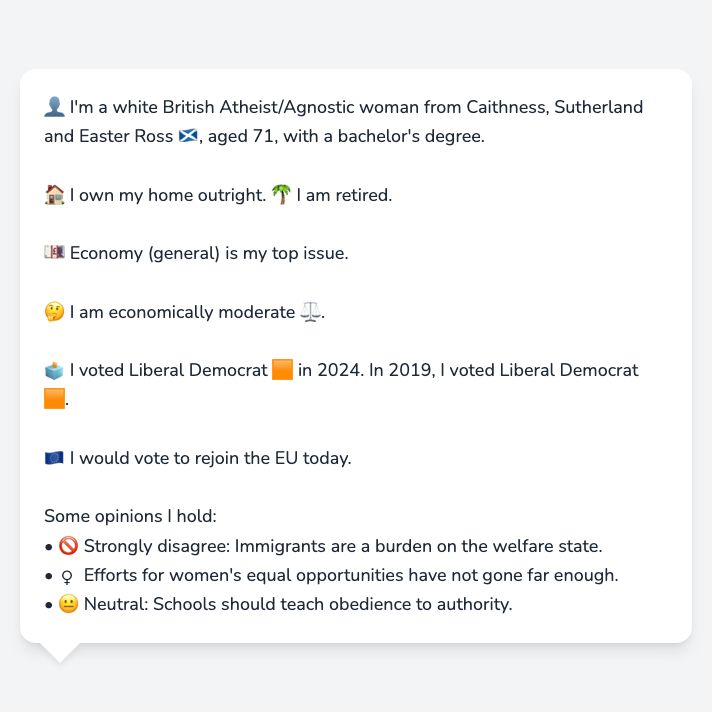 👤 I'm a white British Atheist/Agnostic woman from Caithness, Sutherland
and Easter Ross 🏴󠁧󠁢󠁳󠁣󠁴󠁿, aged 71, with a bachelor's degree.
🏠 I own my home outright. 🌴 I am retired.
💷 Economy (general) is my top issue.
🤔 I am economically moderate ⚖️.
🗳️ I voted Liberal Democrat 🟧 in 2024. In 2019, I voted Liberal Democrat
🟧.
🇪🇺 I would vote to rejoin the EU today.
Some opinions I hold:
• 🚫 Strongly disagree: Immigrants are a burden on the welfare state.
• ♀ Efforts for women's equal opportunities have not gone far enough.
• 😐 Neutral: Schools should teach obedience to authority.